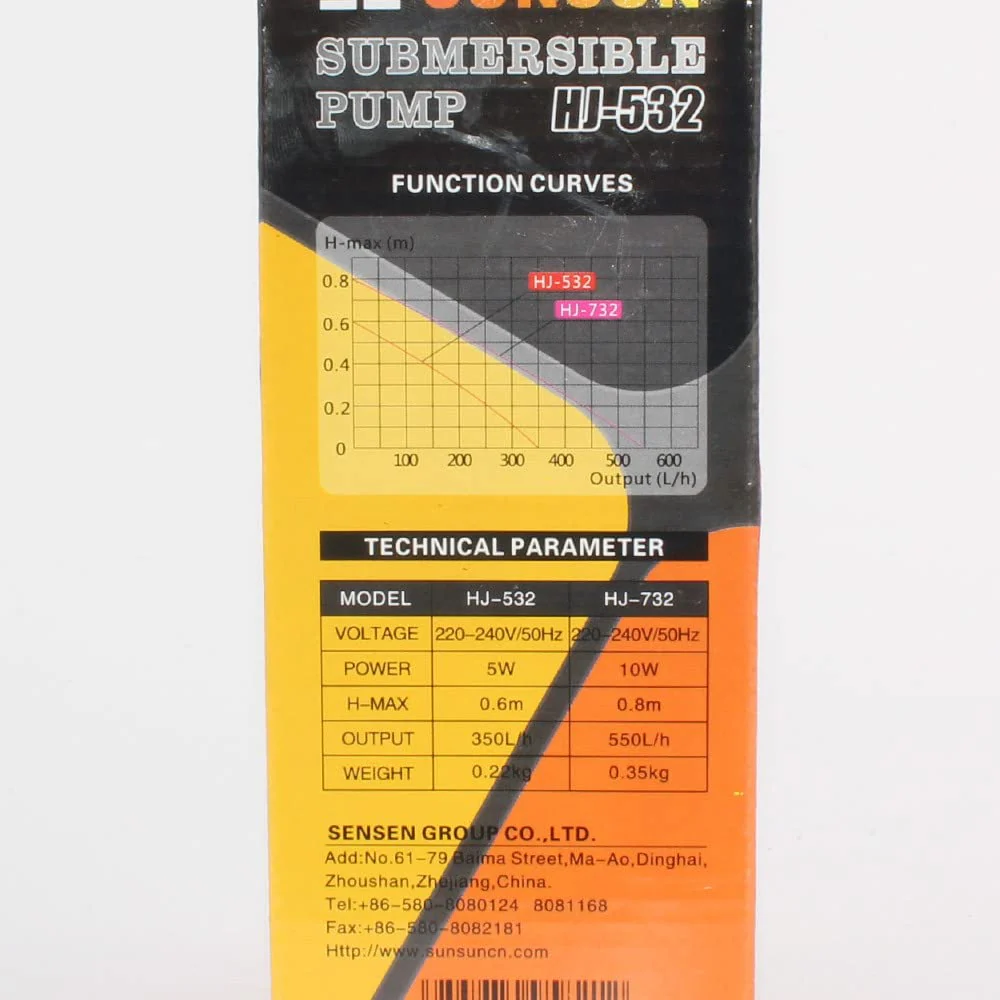 SUNSUN
SUBMERSIBLE
PUMP HJ-532
FUNCTION CURVES
H-max (m)
0.8
HJ-532
HJ-732
0.6
0.4
0.2
0
100 200 300 400 500 600
Output (L/h)
TECHNICAL PARAMETER
MODEL HJ-532 HJ-732
VOLTAGE 220-240V/50Hz 220-240V/50Hz
POWER 5W 10W
H-MAX 0.6m 0.8m
OUTPUT 350L/h 550L/h
WEIGHT 0.22kg 0.35kg
SENSEN GROUP CO.,LTD.
Add:No.61-79 Baima Street,Ma-Ao,Dinghai,
Zhoushan,Zhejiang,China.
Tel:+86-580-8080124 8081168
Fax:+86-580-8082181
Http://www.sunsuncn.com